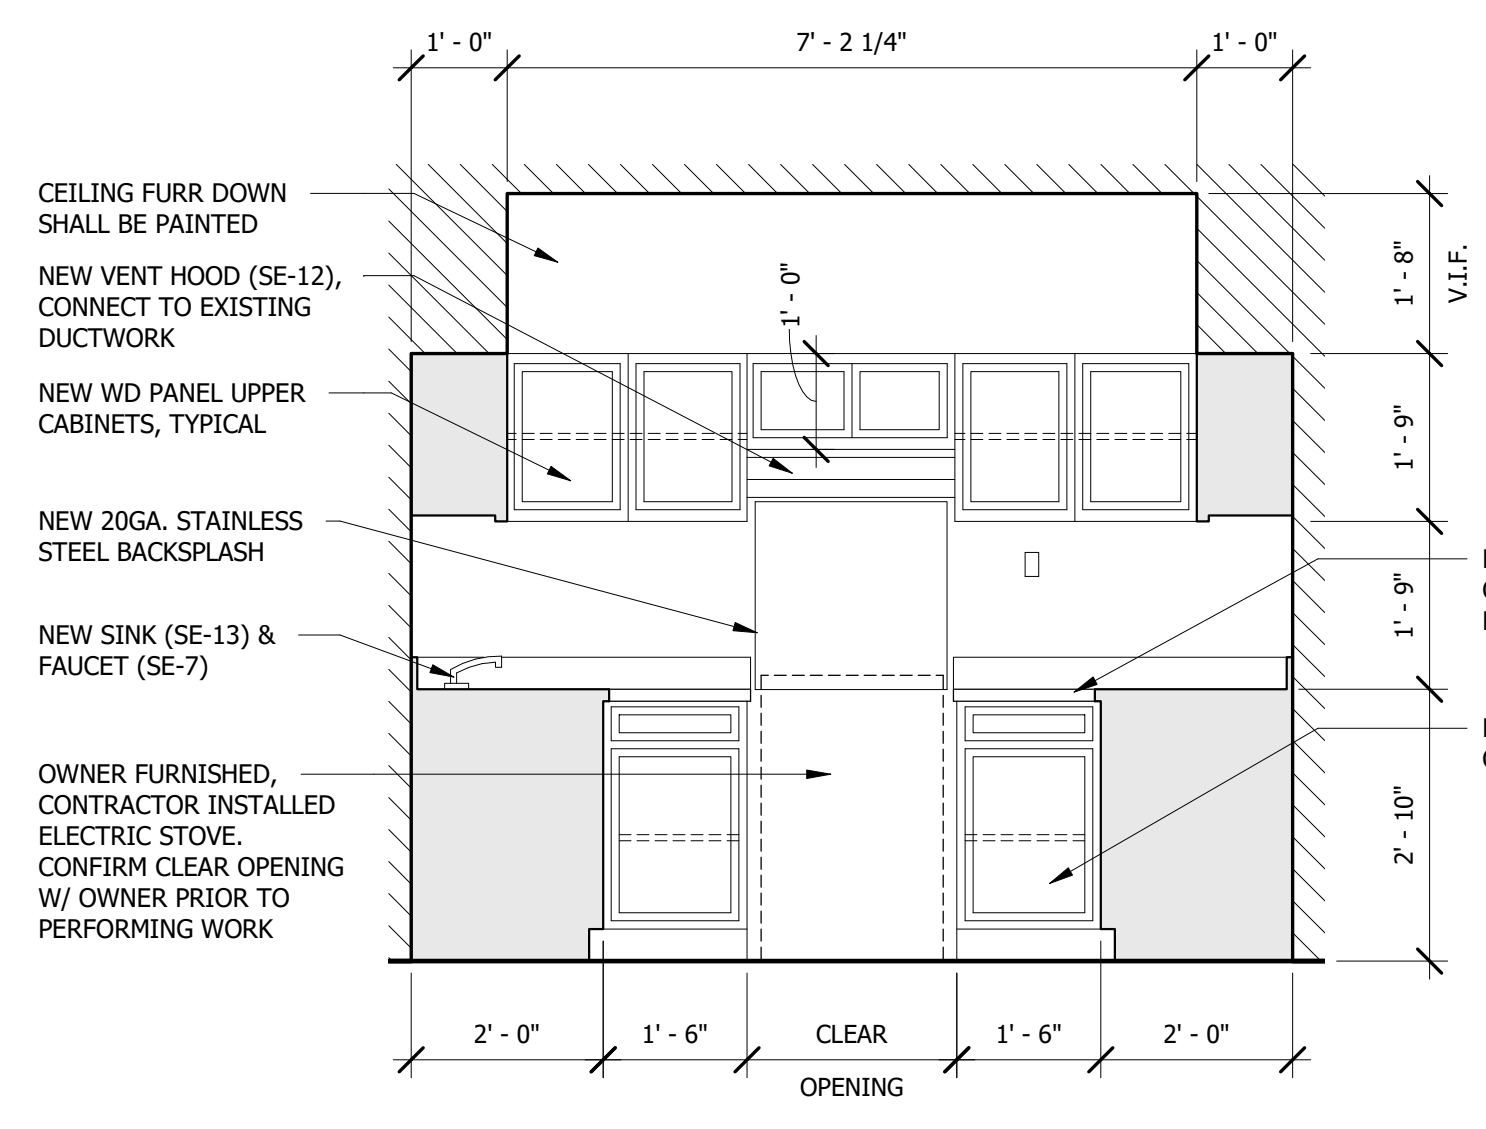 1' - 0"
7' - 2 1/4"
1' - 0"
CEILING FURR DOWN
SHALL BE PAINTED
NEW VENT HOOD (SE-12),
CONNECT TO EXISTING
DUCTWORK
NEW WD PANEL UPPER
CABINETS, TYPICAL
NEW 20GA. STAINLESS
STEEL BACKSPLASH
NEW SINK (SE-13) &
FAUCET (SE-7)
OWNER FURNISHED,
CONTRACTOR INSTALLED
ELECTRIC STOVE.
CONFIRM CLEAR OPENING
W/ OWNER PRIOR TO
PERFORMING WORK
1' - 0"
1' - 8"
V.I.F.
1' - 9"
1' - 9"
2' - 10"
2' - 0"
1' - 6"
CLEAR
OPENING
1' - 6"
2' - 0"